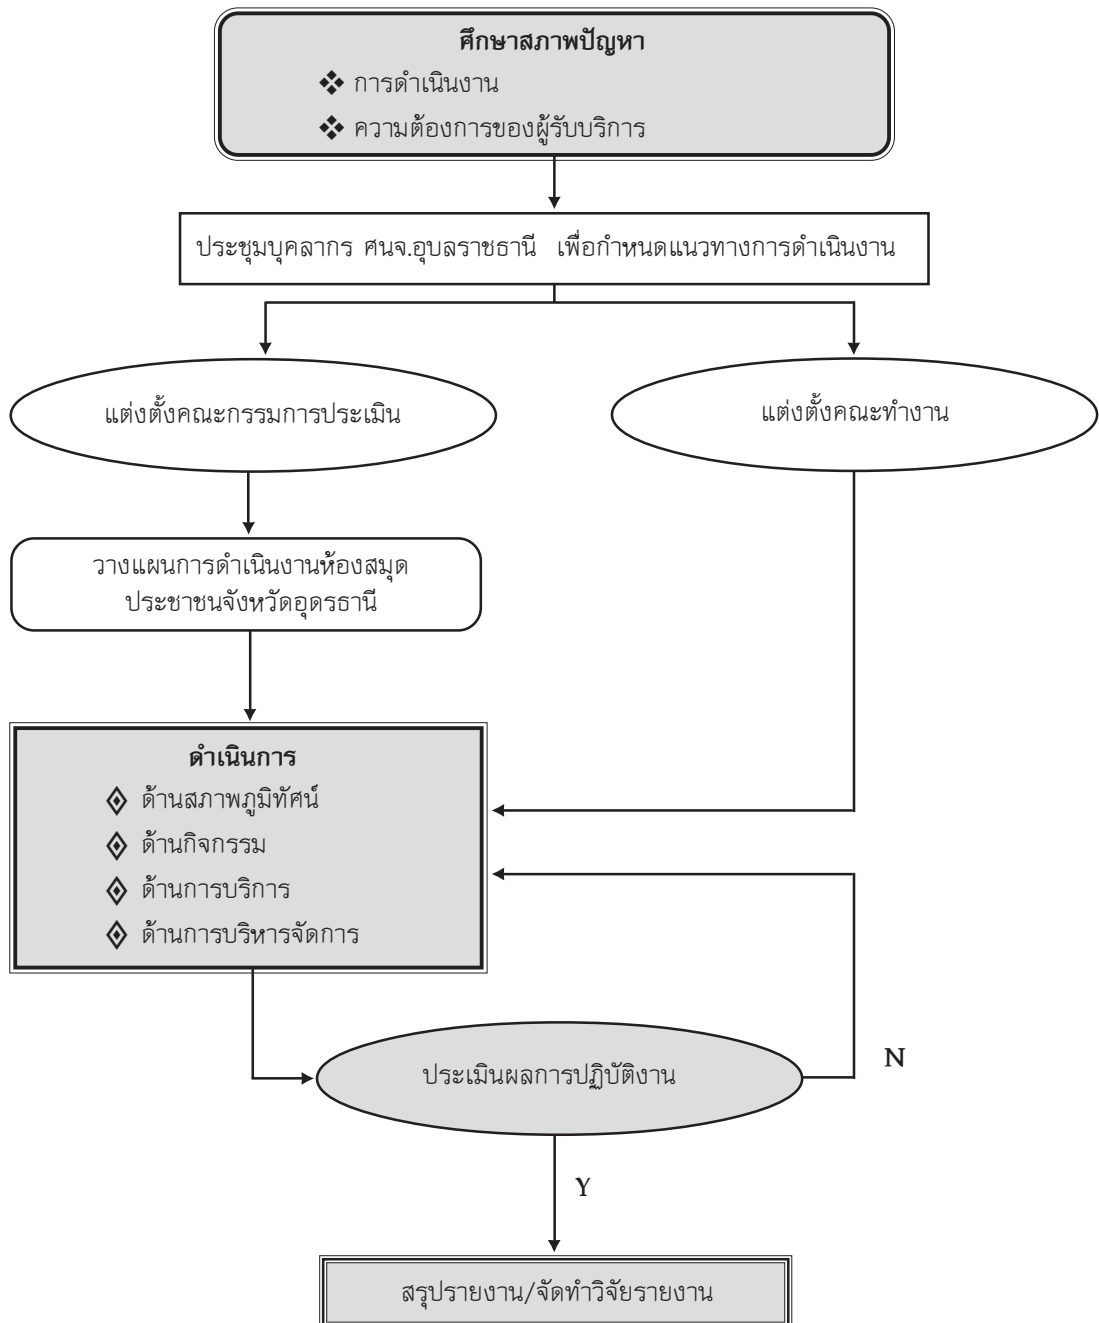 ศึกษาสภาพปัญหา
❖ การดำเนินงาน
❖ ความต้องการของผู้รับบริการ
ประชุมบุคลากร ศนจ.อุบลราชธานี เพื่อกำหนดแนวทางการดำเนินงาน
แต่งตั้งคณะกรรมการประเมิน
แต่งตั้งคณะทำงาน
วางแผนการดำเนินงานห้องสมุด
ประชาชนจังหวัดอุดรธานี
ดำเนินการ
ด้านสภาพภูมิทัศน์
ด้านกิจกรรม
ด้านการบริการ
ด้านการบริหารจัดการ
ประเมินผลการปฏิบัติงาน
N
Y
สรุปรายงาน/จัดทำวิจัยรายงาน